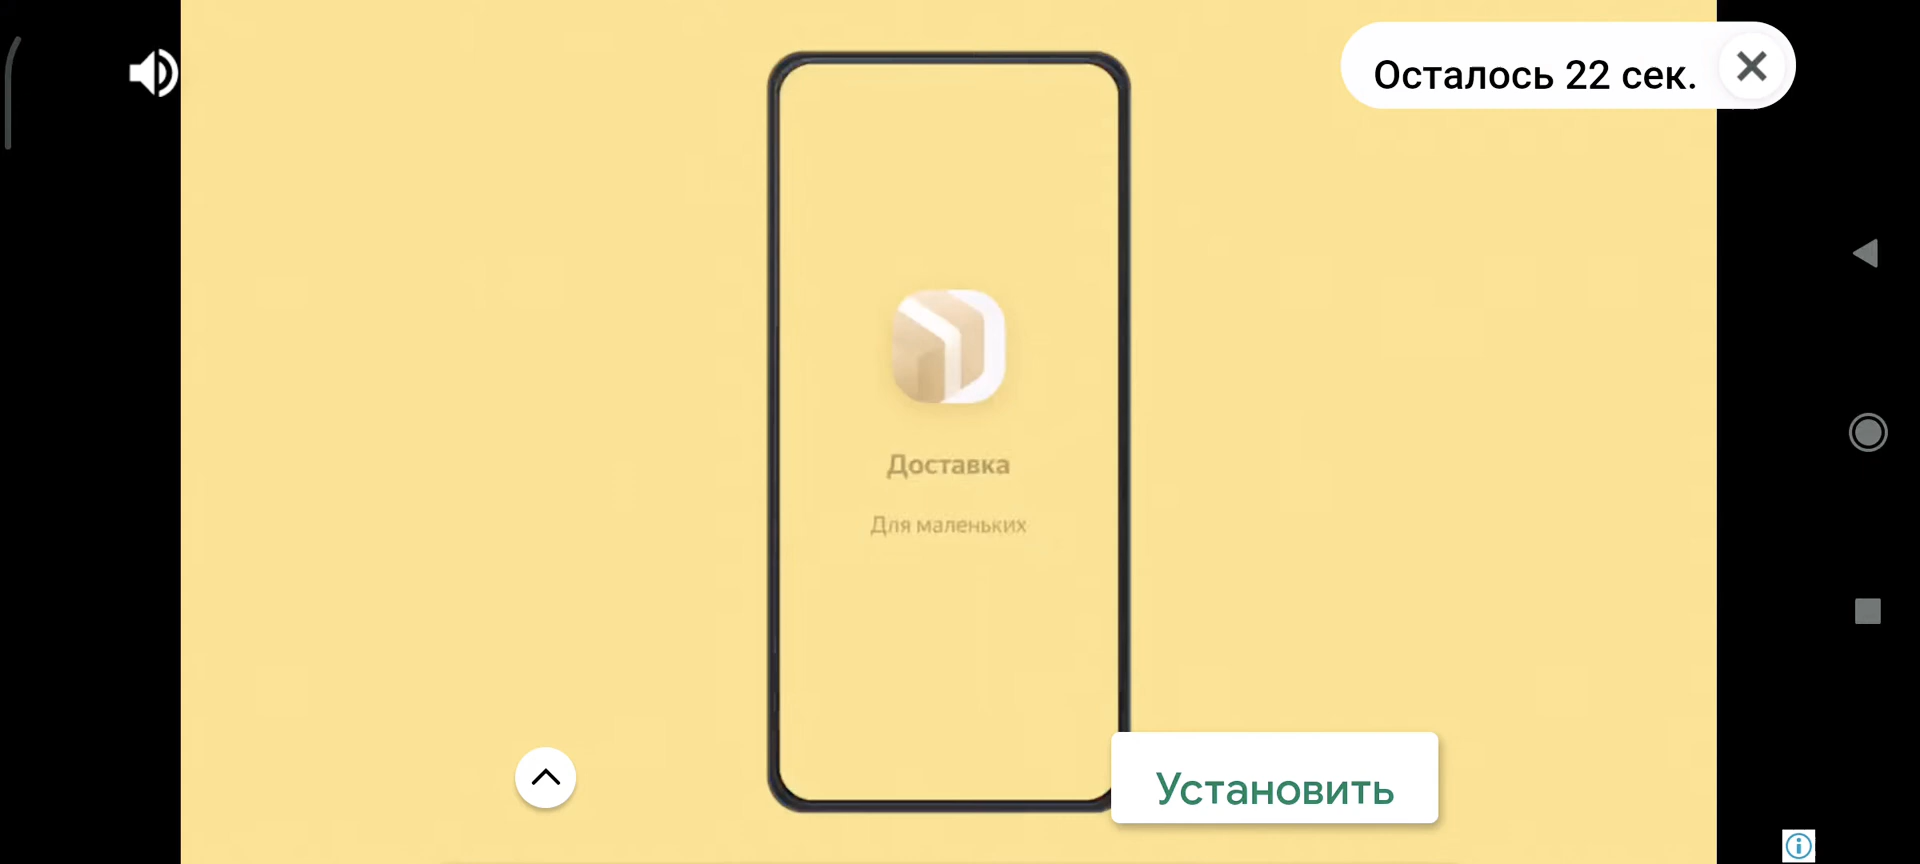 Осталось 22 сек.
Доставка
Для маленьких
Установить